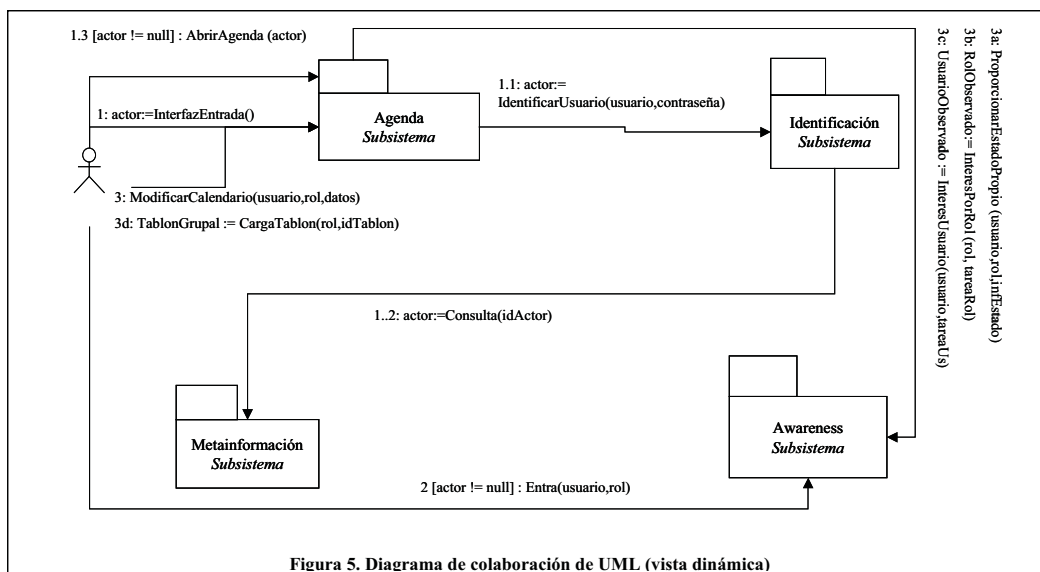 1.3 [actor != null] : AbrirAgenda (actor)
1.1: actor:=
IdentificarUsuario(usuario,contraseña)
1: actor:=InterfazEntrada()
Agenda
Subsistema
Identificación
Subsistema
3: ModificarCalendario(usuario,rol,datos)
3d: TablonGrupal := CargaTablon(rol,idTablon)
3a: ProporcionarEstadoPropio (usuario,rol,infEstado)
3b: RolObservado:= InteresPorRol (rol, tareaRol)
3c: UsuarioObservado := InteresUsuario(usuario,tareaUs)
1..2: actor:=Consulta(idActor)
Metainformación
Subsistema
Awareness
Subsistema
2 [actor != null] : Entra(usuario,rol)
Figura 5. Diagrama de colaboración de UML (vista dinámica)